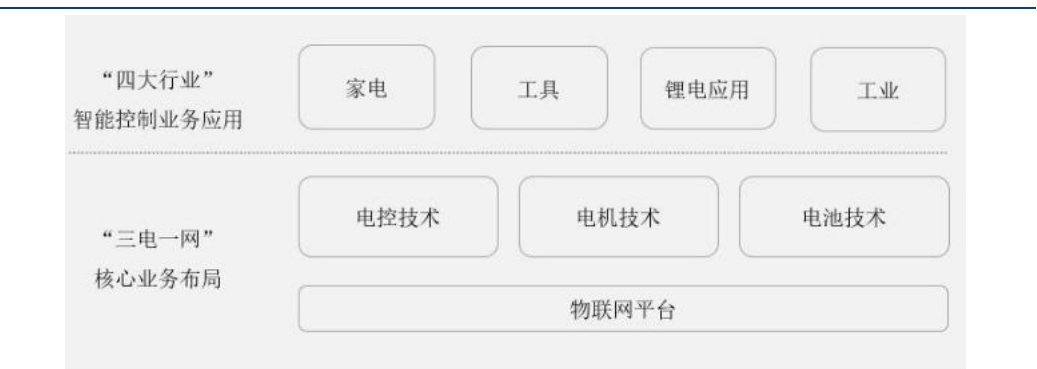 “四大行业”
智能控制业务应用
家电
工具
锂电应用
工业
“三电一网”
核心业务布局
电控技术
电机技术
电池技术
物联网平台